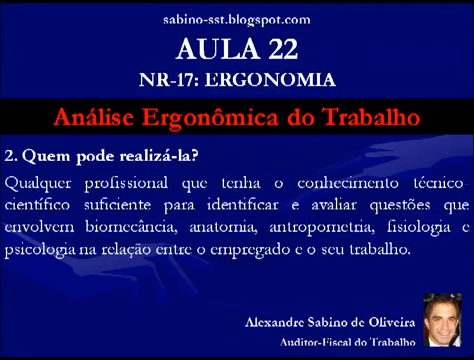 sabino-sst.blogspot.com
AULA 22
NR-17: ERGONOMIA
Análise Ergonômica do Trabalho
2. Quem pode realizá-la?
Qualquer profissional que tenha o conhecimento técnico-
científico suficiente para identificar e avaliar questões que
envolvem biomecância, anatomia, antropometria, fisiologia e
psicologia na relação entre o empregado e o seu trabalho.
Alexandre Sabino de Oliveira
Auditor-Fiscal do Trabalho